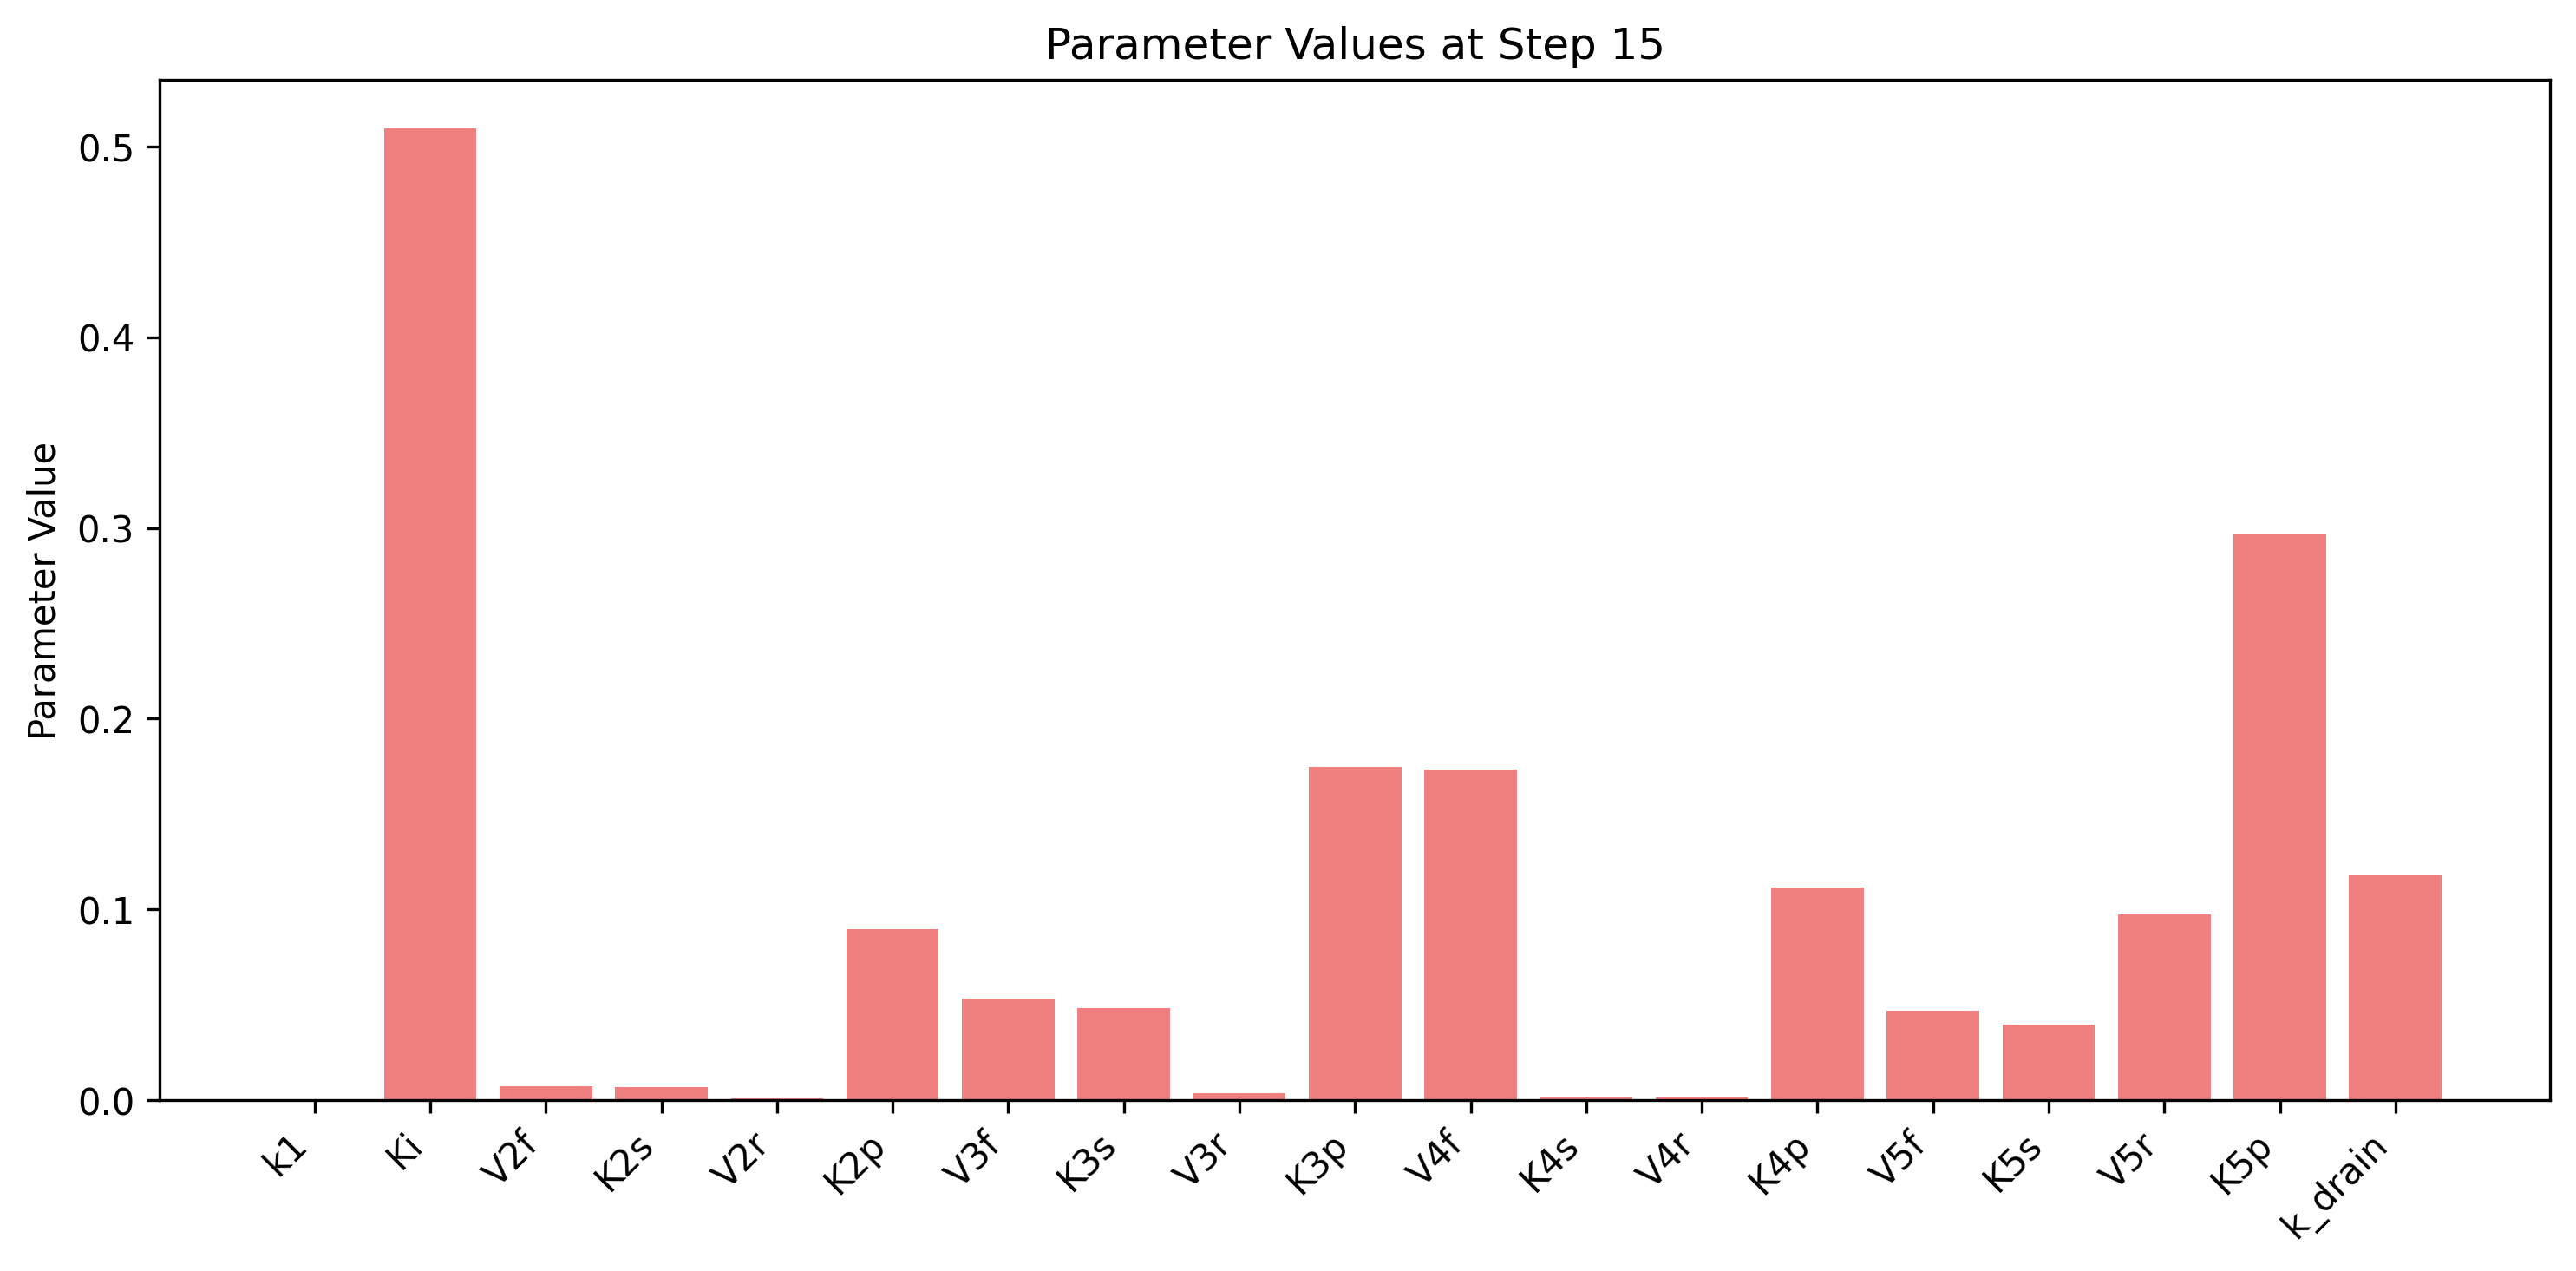 Parameter Values at Step 15
Parameter Value
0.5
0.4
0.3
0.2
0.1
0.0
k1
Ki
V2f
K2s
V2r
K2p
V3f
K3s
V3r
K3p
V4f
K4s
V4r
K4p
V5f
K5s
V5r
K5p
k_drain